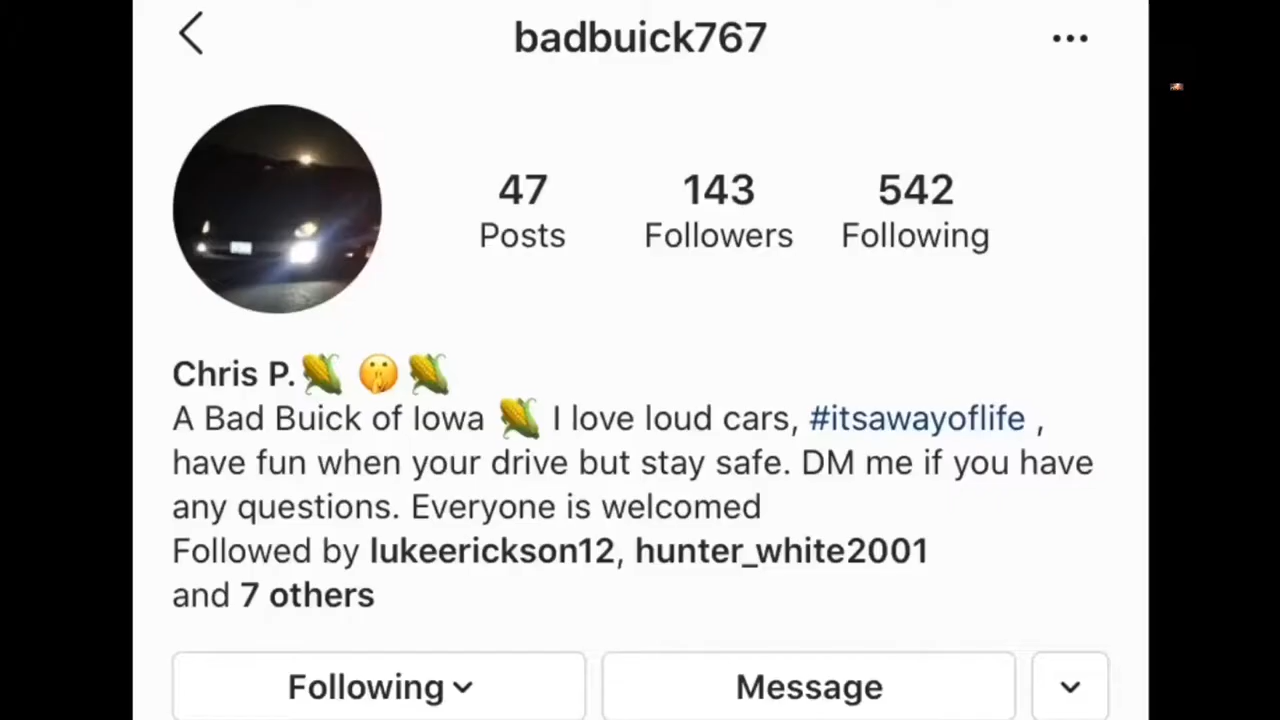 badbuick767
47 143 542
Posts Followers Following
Chris P.🌽 🤫 🌽
A Bad Buick of Iowa 🌽 I love loud cars, #itsawayoflife ,
have fun when your drive but stay safe. DM me if you have
any questions. Everyone is welcomed
Followed by lukeerickson12, hunter_white2001
and 7 others
Following Message